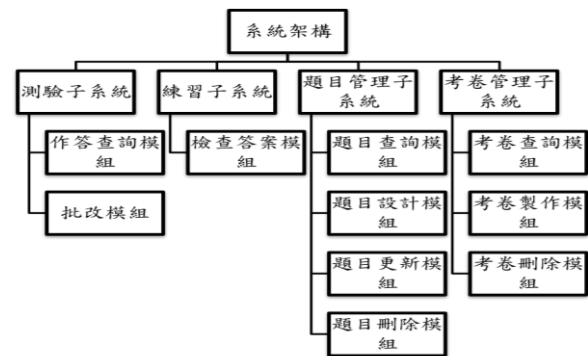 系統架構
測驗子系統
練習子系統
題目管理子
系統
考卷管理子
系統
作答查詢模
組
批改模組
檢查答案模
組
題目查詢模
組
題目設計模
組
題目更新模
組
題目刪除模
組
考卷查詢模
組
考卷製作模
組
考卷刪除模
組